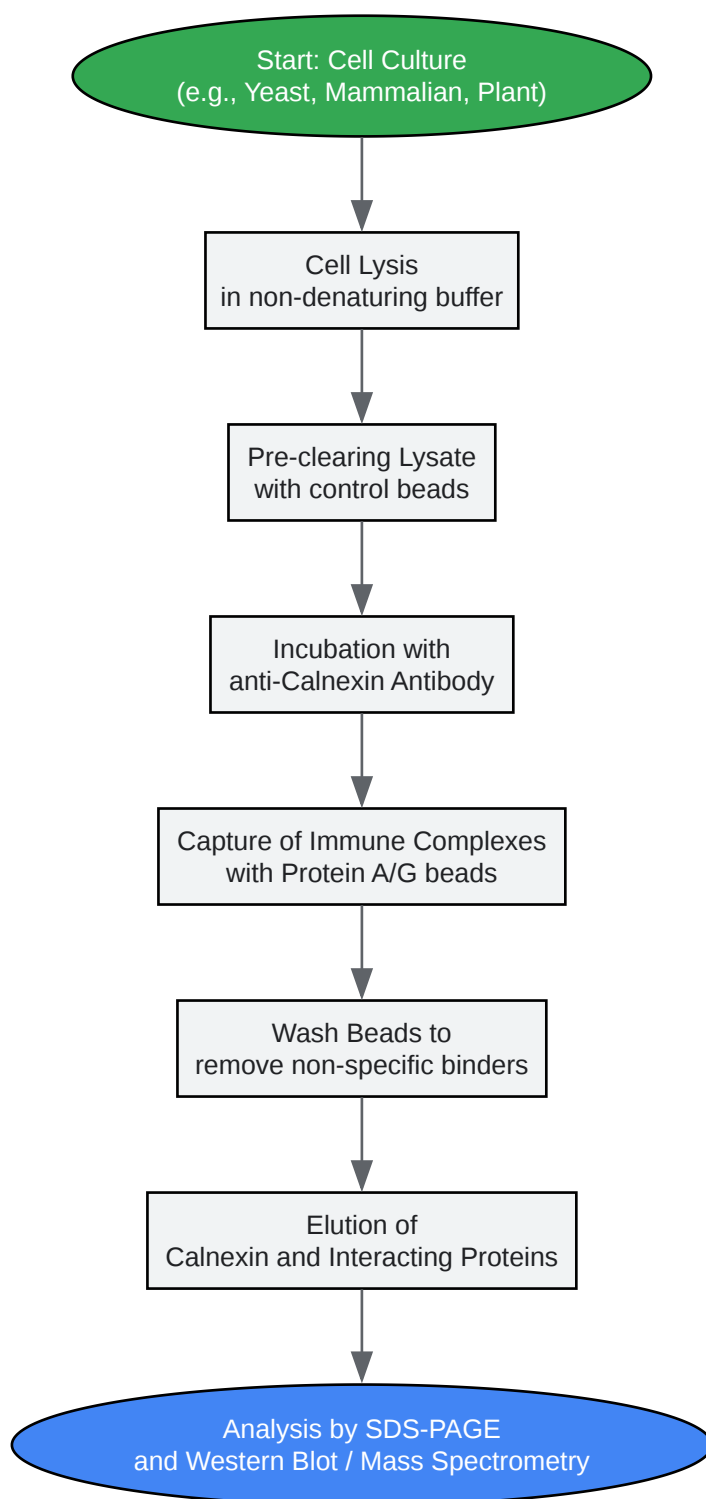 Start: Cell Culture
(e.g., Yeast, Mammalian, Plant)
Cell Lysis
in non-denaturing buffer
Pre-clearing Lysate
with control beads
Incubation with
anti-Calnexin Antibody
Capture of Immune Complexes
with Protein A/G beads
Wash Beads to
remove non-specific binders
Elution of
Calnexin and Interacting Proteins
Analysis by SDS-PAGE
and Western Blot / Mass Spectrometry